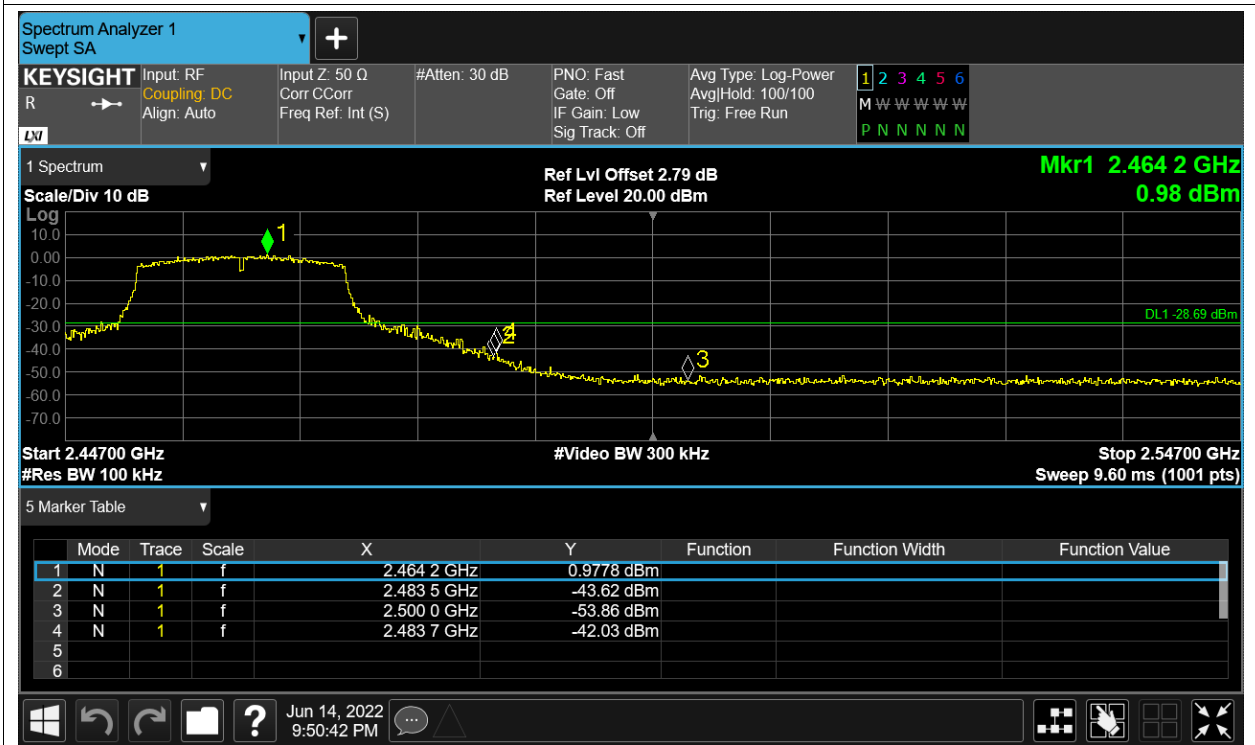 Spectrum Analyzer 1
Swept SA
+
KEYSIGHT
R
LXI
Input: RF
Coupling: DC
Align: Auto
Input Z: 50 Ω
Corr CCorr
Freq Ref: Int (S)
#Atten: 30 dB
PNO: Fast
Gate: Off
IF Gain: Low
Sig Track: Off
Avg Type: Log-Power
Avg|Hold: 100/100
Trig: Free Run
1 2 3 4 5 6
M W W W W W
P N N N N N
1 Spectrum
Scale/Div 10 dB
Ref Lvl Offset 2.79 dB
Ref Level 20.00 dBm
Mkr1 2.464 2 GHz
0.98 dBm
Log
10.0
0.00
-10.0
-20.0
-30.0
-40.0
-50.0
-60.0
-70.0
1
2
4
3
DL1 -28.69 dBm
Start 2.44700 GHz
#Video BW 300 kHz
Stop 2.54700 GHz
#Res BW 100 kHz
Sweep 9.60 ms (1001 pts)
5 Marker Table
Mode Trace Scale X Y Function Function Width Function Value
1 N 1 f 2.464 2 GHz 0.9778 dBm
2 N 1 f 2.483 5 GHz -43.62 dBm
3 N 1 f 2.500 0 GHz -53.86 dBm
4 N 1 f 2.483 7 GHz -42.03 dBm
5
6
?
Jun 14, 2022
9:50:42 PM